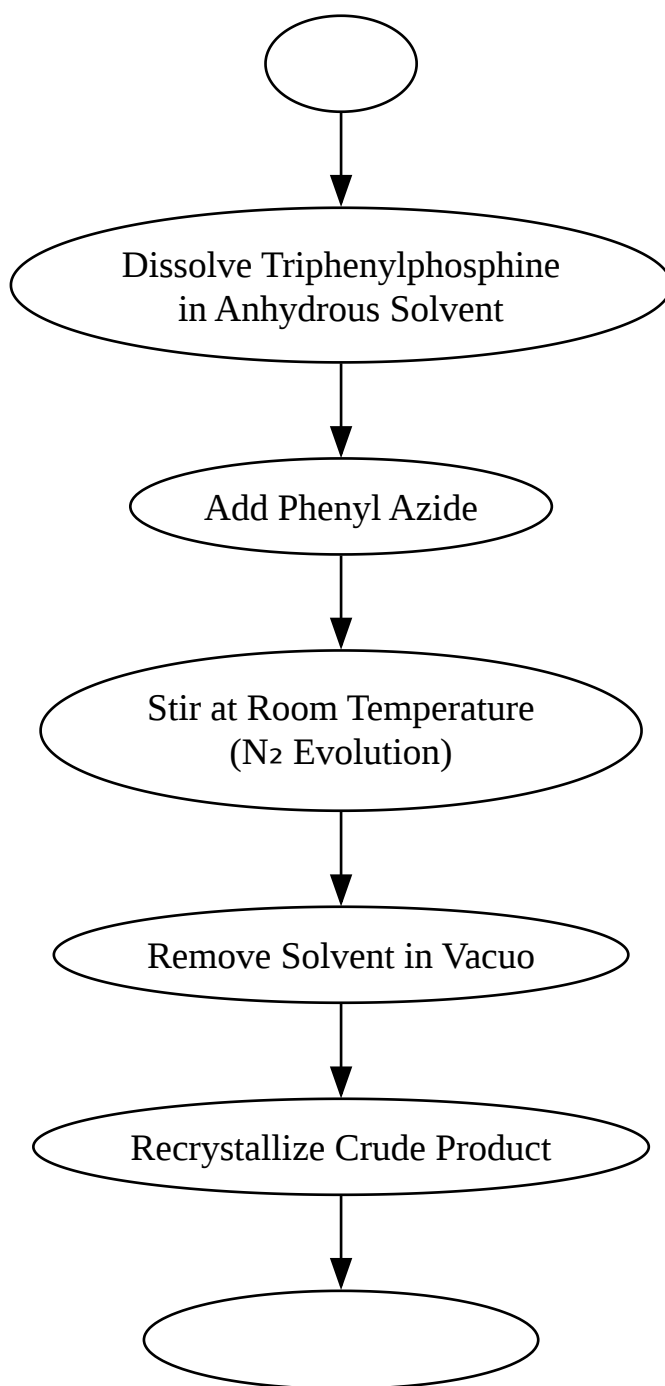 Dissolve Triphenylphosphine
in Anhydrous Solvent
Add Phenyl Azide
Stir at Room Temperature
(N₂ Evolution)
Remove Solvent in Vacuo
Recrystallize Crude Product